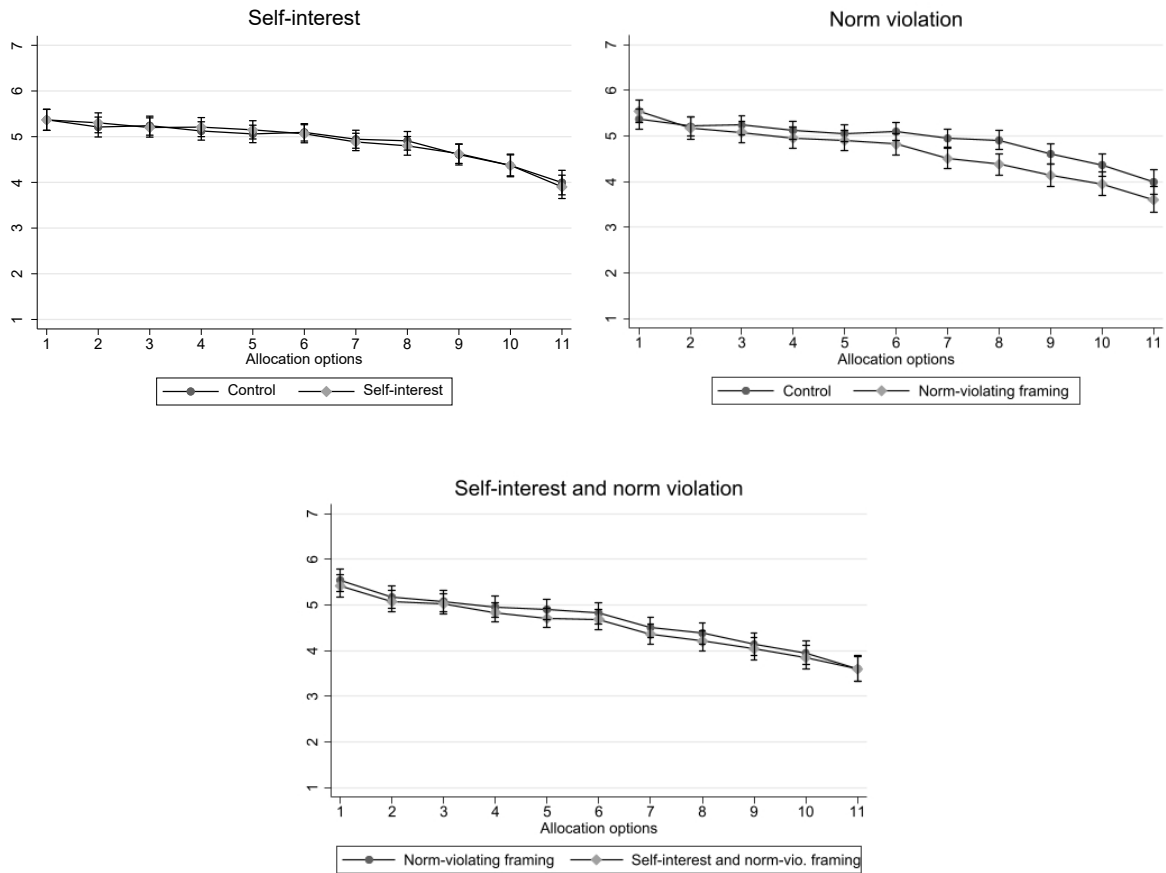 Self-interest
7
6
5
4
3
2
1
1 2 3 4 5 6 7 8 9 10 11
Allocation options
Control Self-interest
Norm violation
7
6
5
4
3
2
1
1 2 3 4 5 6 7 8 9 10 11
Allocation options
Control Norm-violating framing
Self-interest and norm violation
7
6
5
4
3
2
1
1 2 3 4 5 6 7 8 9 10 11
Allocation options
Norm-violating framing Self-interest and norm-vio. framing